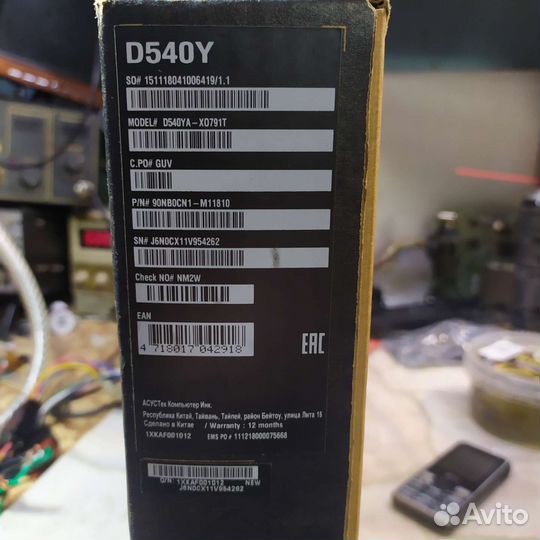 D540Y
SO# 151118041006419/1.1
MODEL# D540YA-XO791T
C.PO# GUV
P/N# 90NB0CN1-M11810
SN# J6N0CX11V954262
Check NO# NM2W
EAN
4 718017 042918
EAC
АСУСТек Компьютер Инк.
Республика Китай, Тайвань, Тайпей, район Бейтоу, улица Лита 15
Сделано в Китае / Warranty : 12 months
1XKAF001012 EMS PO# 111218000075668
O/N: 1XKAF001012 NEW
J6N0CX11V954262
Avito